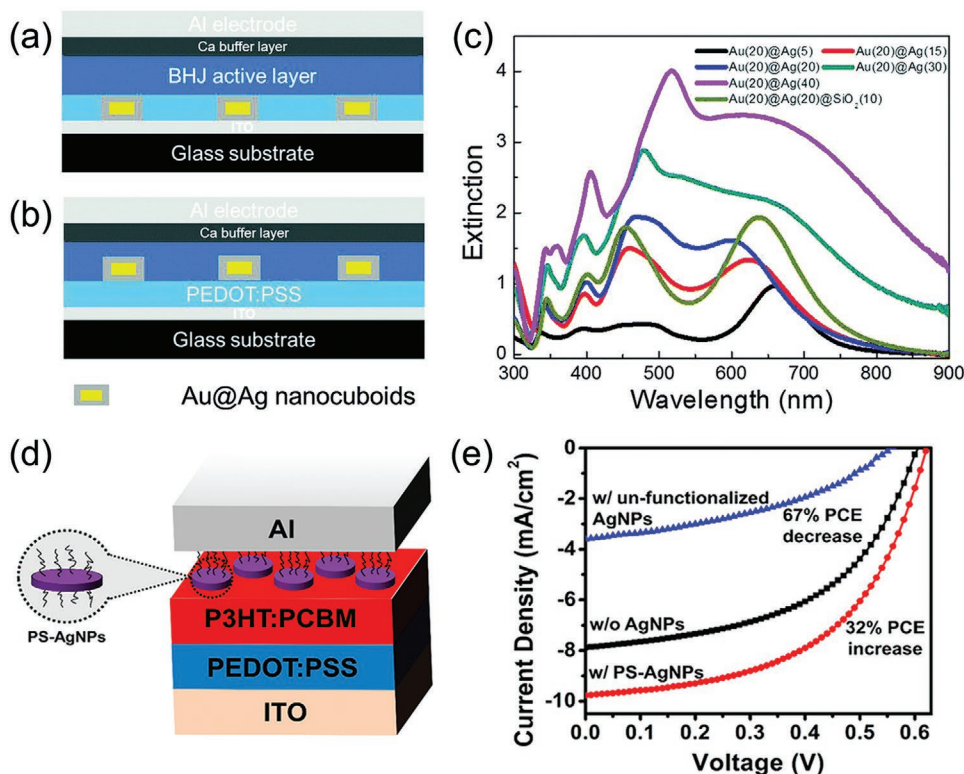 (a)
Al electrode
Ca buffer layer
BHJ active layer
ITO
Glass substrate
(b)
Al electrode
Ca buffer layer
PEDOT:PSS
ITO
Glass substrate
Au@Ag nanocuboids
(c)
Au(20)@Ag(5) Au(20)@Ag(15)
Au(20)@Ag(20) Au(20)@Ag(30)
Au(20)@Ag(40)
Au(20)@Ag(20)@SiO₂(10)
Extinction
4
3
2
1
0
300 400 500 600 700 800 900
Wavelength (nm)
(d)
Al
PS-AgNPs
P3HT:PCBM
PEDOT:PSS
ITO
(e)
Current Density (mA/cm²)
0
-2
-4
-6
-8
-10
w/ un-functionalized
AgNPs
67% PCE
decrease
w/o AgNPs
32% PCE
increase
w/ PS-AgNPs
0.0 0.1 0.2 0.3 0.4 0.5 0.6
Voltage (V)